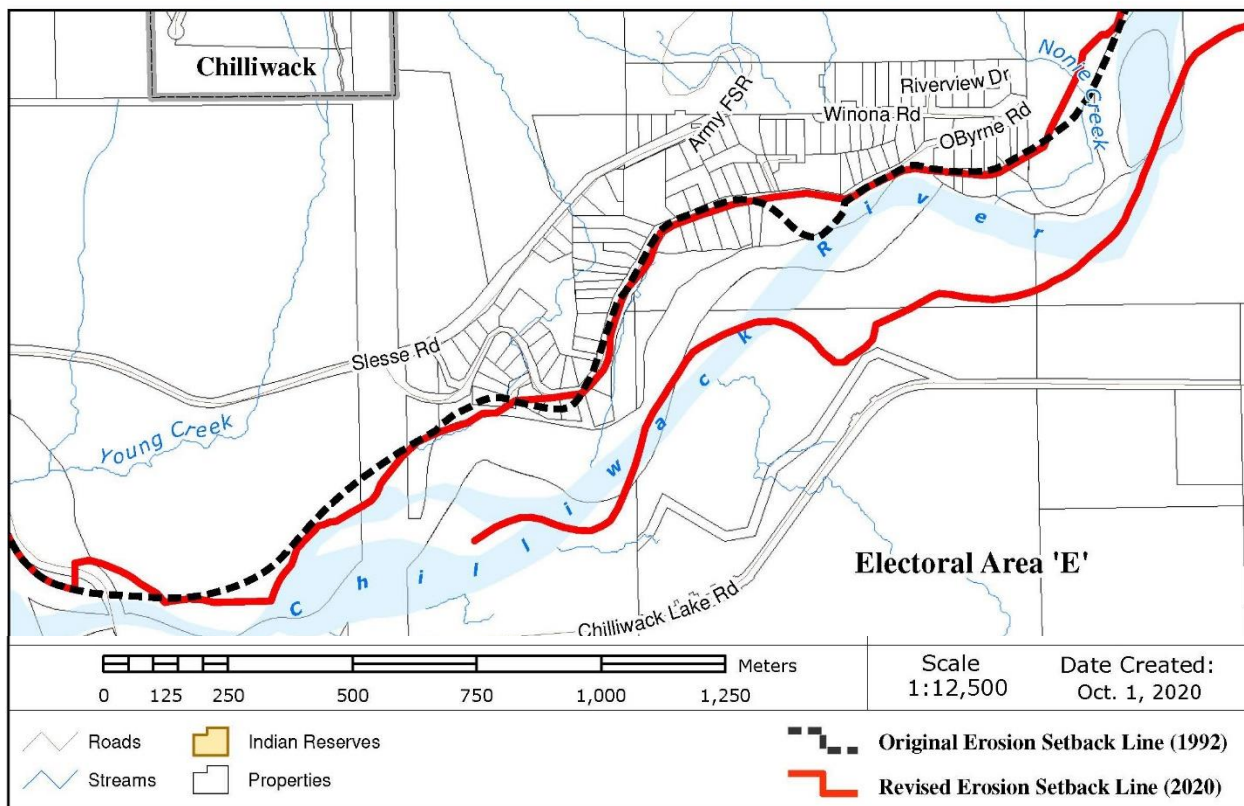 Chilliwack
Nonie Creek
Riverview Dr
Winona Rd
Army FSR
OByrne Rd
Chilliwack River
Slesse Rd
Young Creek
Electoral Area 'E'
Chilliwack Lake Rd
Meters
0 125 250 500 750 1,000 1,250
Scale
1:12,500
Date Created:
Oct. 1, 2020
Roads
Indian Reserves
Streams
Properties
Original Erosion Setback Line (1992)
Revised Erosion Setback Line (2020)